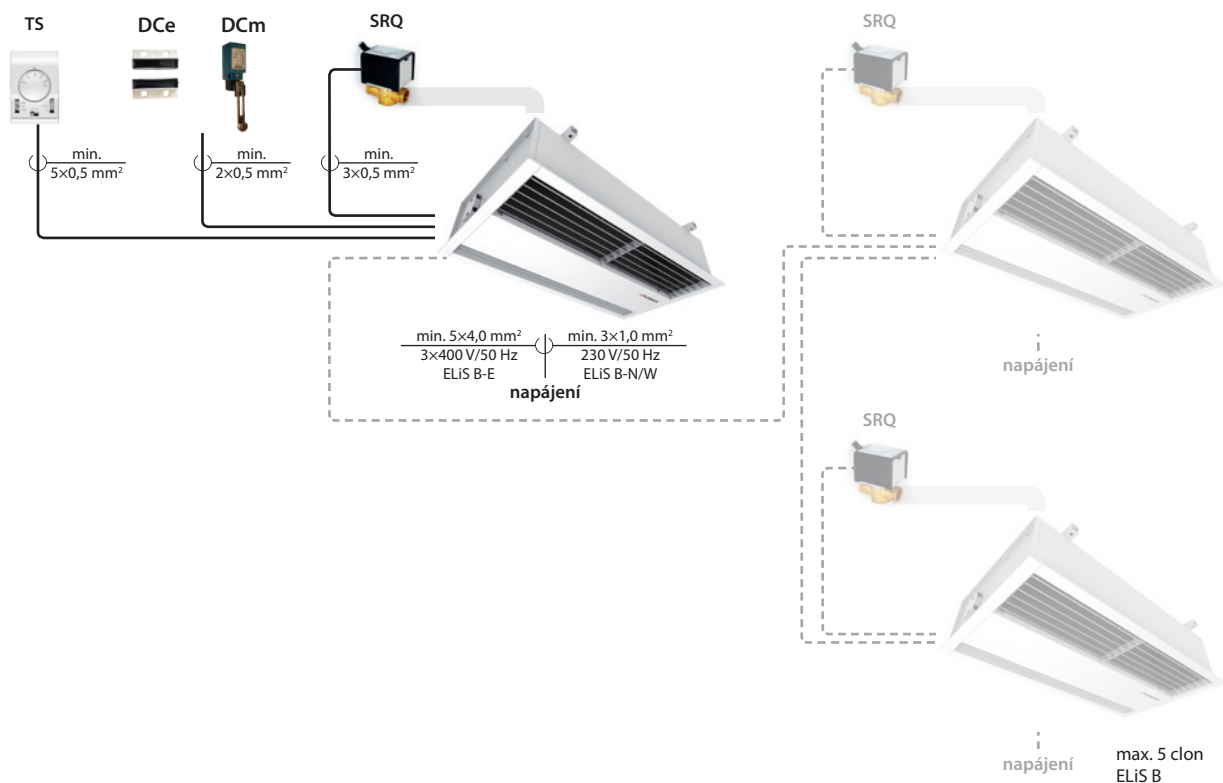 TS
DCe
DCm
SRQ
SRQ
min.
5×0,5 mm²
min.
2×0,5 mm²
min.
3×0,5 mm²
min. 5×4,0 mm²
3×400 V/50 Hz
ELiS B-E
min. 3×1,0 mm²
230 V/50 Hz
ELiS B-N/W
napájení
napájení
SRQ
napájení
max. 5 clon
ELiS B